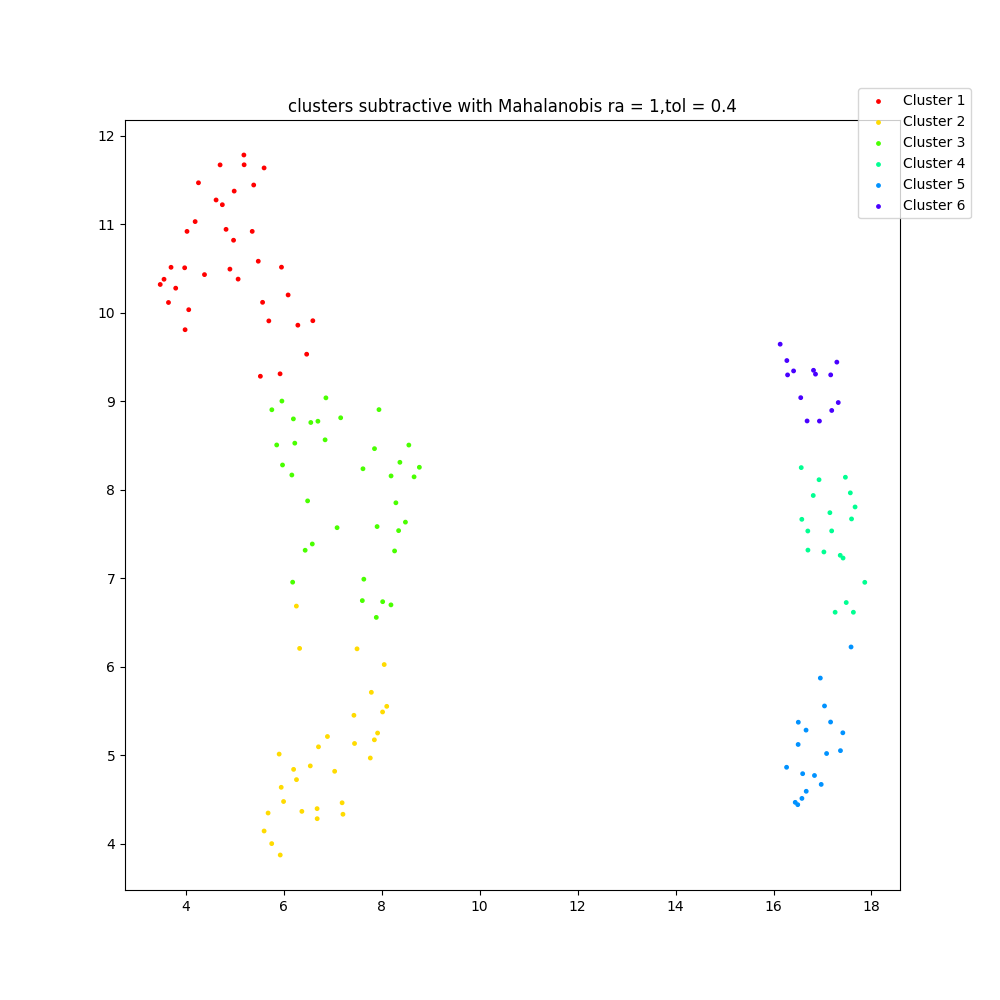 clusters subtractive with Mahalanobis ra = 1,tol = 0.4
Cluster 1
Cluster 2
Cluster 3
Cluster 4
Cluster 5
Cluster 6
12
11
10
9
8
7
6
5
4
4 6 8 10 12 14 16 18